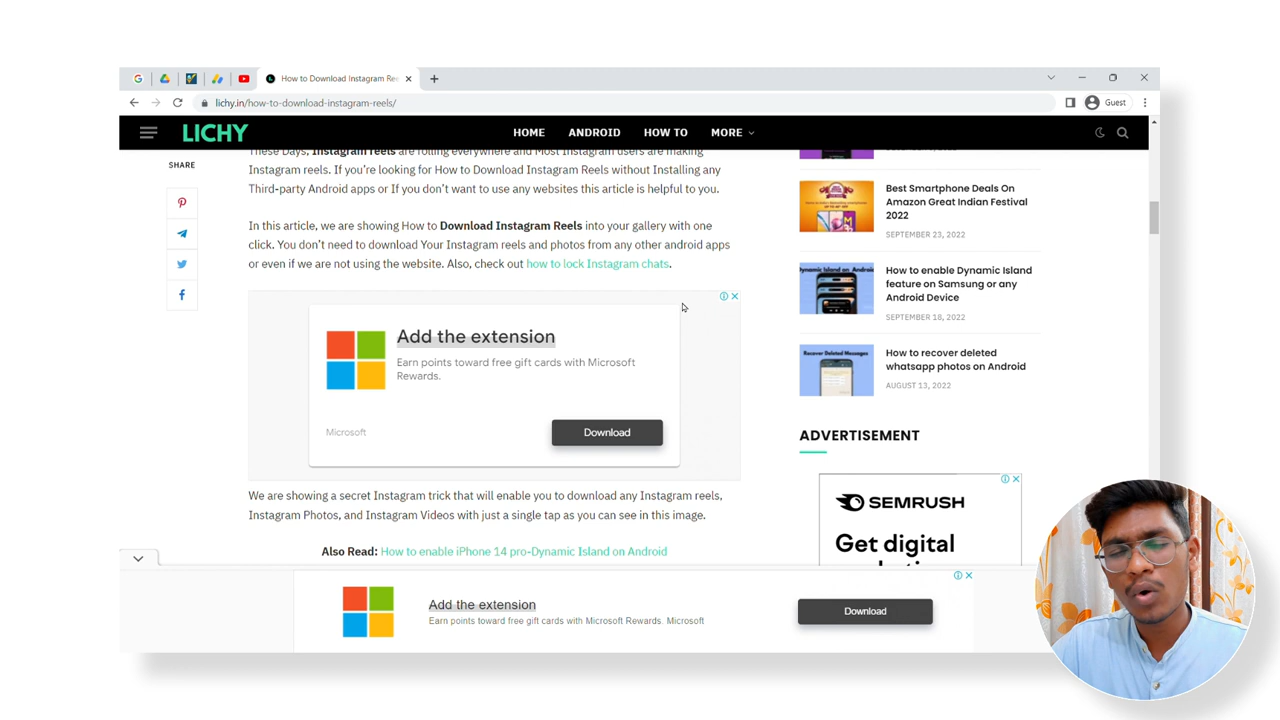 How to Download Instagram Re
lichy.in/how-to-download-instagram-reels/
Guest
LICHY
HOME
ANDROID
HOW TO
MORE
SHARE
These Days, Instagram reels are rolling everywhere and Most Instagram users are making
Instagram reels. If you're looking for How to Download Instagram Reels without Installing any
Third-party Android apps or If you don't want to use any websites this article is helpful to you.
In this article, we are showing How to Download Instagram Reels into your gallery with one
click. You don't need to download Your Instagram reels and photos from any other android apps
or even if we are not using the website. Also, check out how to lock Instagram chats.
Add the extension
Earn points toward free gift cards with Microsoft
Rewards.
Microsoft
Download
We are showing a secret Instagram trick that will enable you to download any Instagram reels,
Instagram Photos, and Instagram Videos with just a single tap as you can see in this image.
Also Read: How to enable iPhone 14 pro-Dynamic Island on Android
Best Smartphone Deals On
Amazon Great Indian Festival
2022
SEPTEMBER 23, 2022
How to enable Dynamic Island
feature on Samsung or any
Android Device
SEPTEMBER 18, 2022
Recover Deleted Messages
How to recover deleted
whatsapp photos on Android
AUGUST 13, 2022
ADVERTISEMENT
SEMRUSH
Get digital
Add the extension
Earn points toward free gift cards with Microsoft Rewards. Microsoft
Download